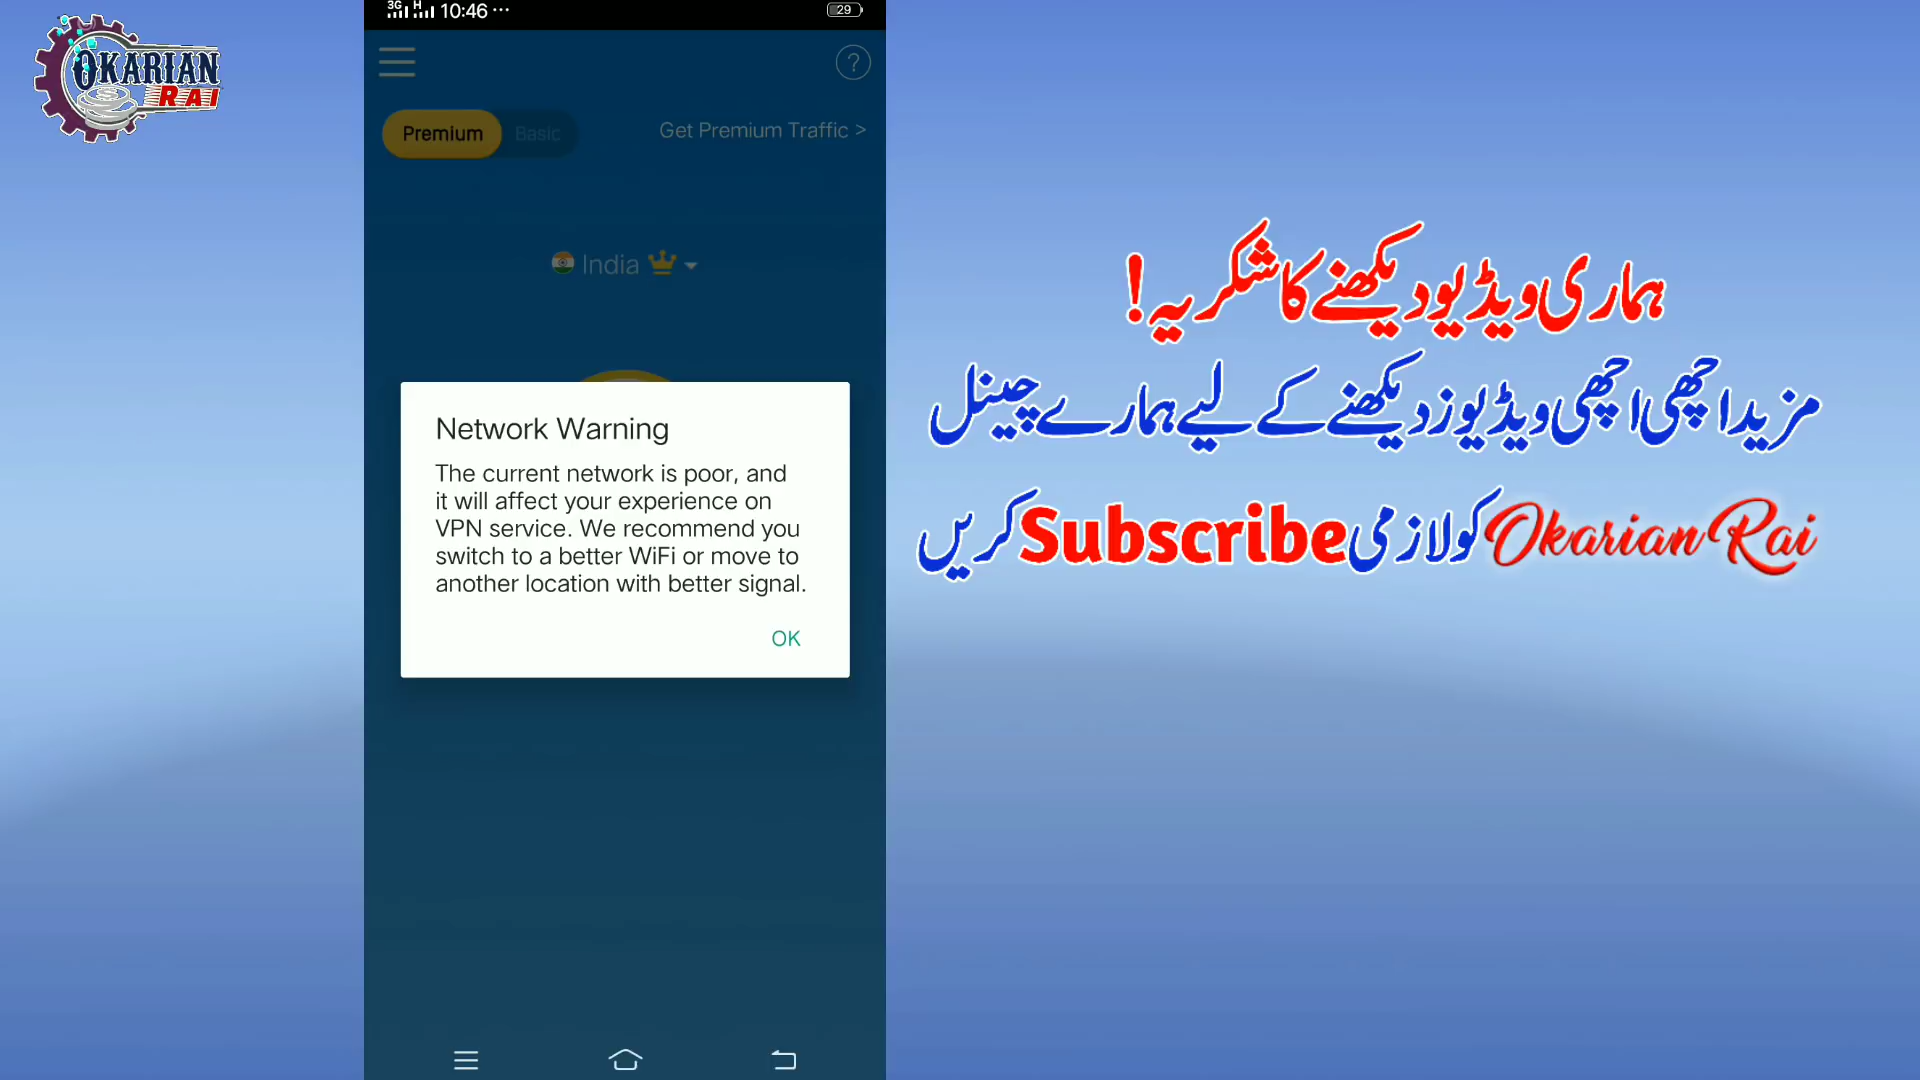 OKARIAN
RAI
3G H 10:46 ...
29
?
Premium
Basic
Get Premium Traffic >
India
Network Warning
The current network is poor, and
it will affect your experience on
VPN service. We recommend you
switch to a better WiFi or move to
another location with better signal.
OK
ہماری ویڈیو دیکھنے کا شکریہ!
مزید اچھی اچھی ویڈیوز دیکھنے کے لیے ہمارے چینل
Okarian Rai کو لازمی Subscribe کریں